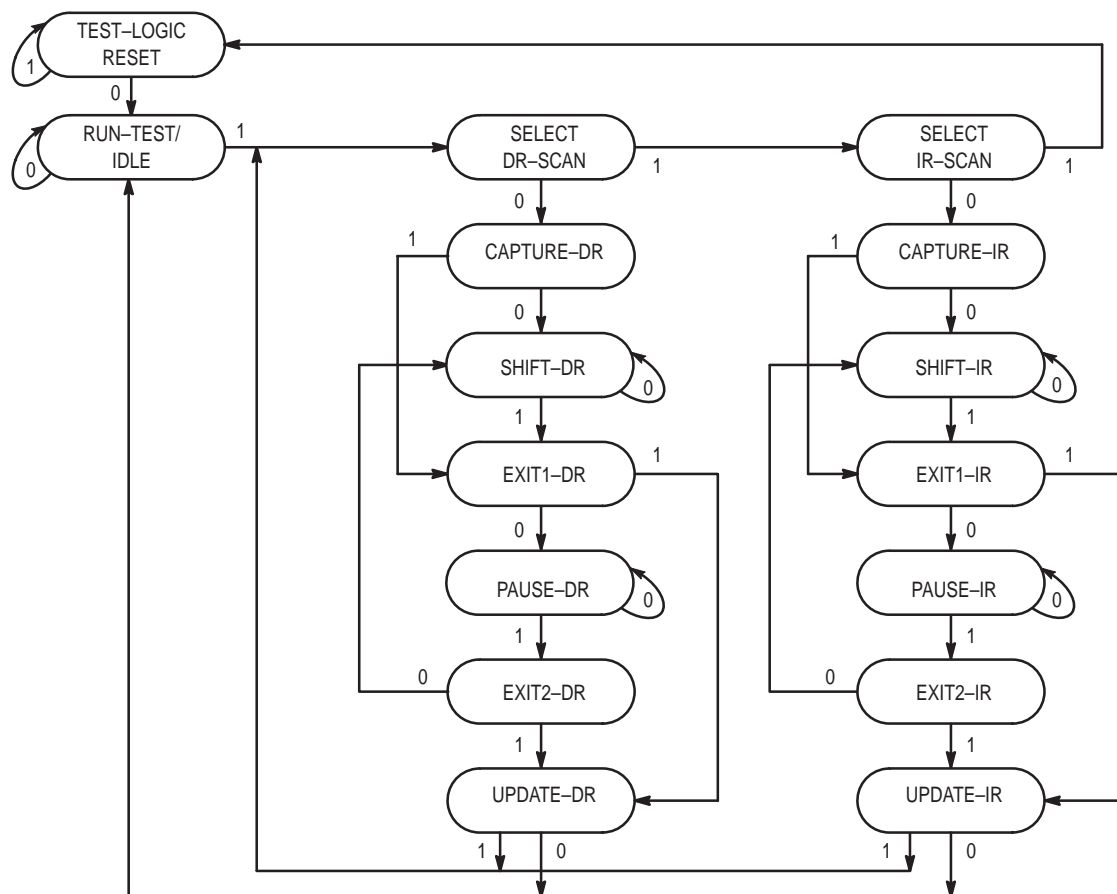 TEST–LOGIC
RESET
1
0
RUN–TEST/
IDLE
0
1
SELECT
DR–SCAN
1
SELECT
IR–SCAN
1
0
0
1
CAPTURE–DR
1
CAPTURE–IR
0
0
SHIFT–DR
0
SHIFT–IR
0
1
1
EXIT1–DR
1
EXIT1–IR
1
0
0
PAUSE–DR
0
PAUSE–IR
0
1
1
0
EXIT2–DR
0
EXIT2–IR
1
1
UPDATE–DR
UPDATE–IR
1
0
1
0